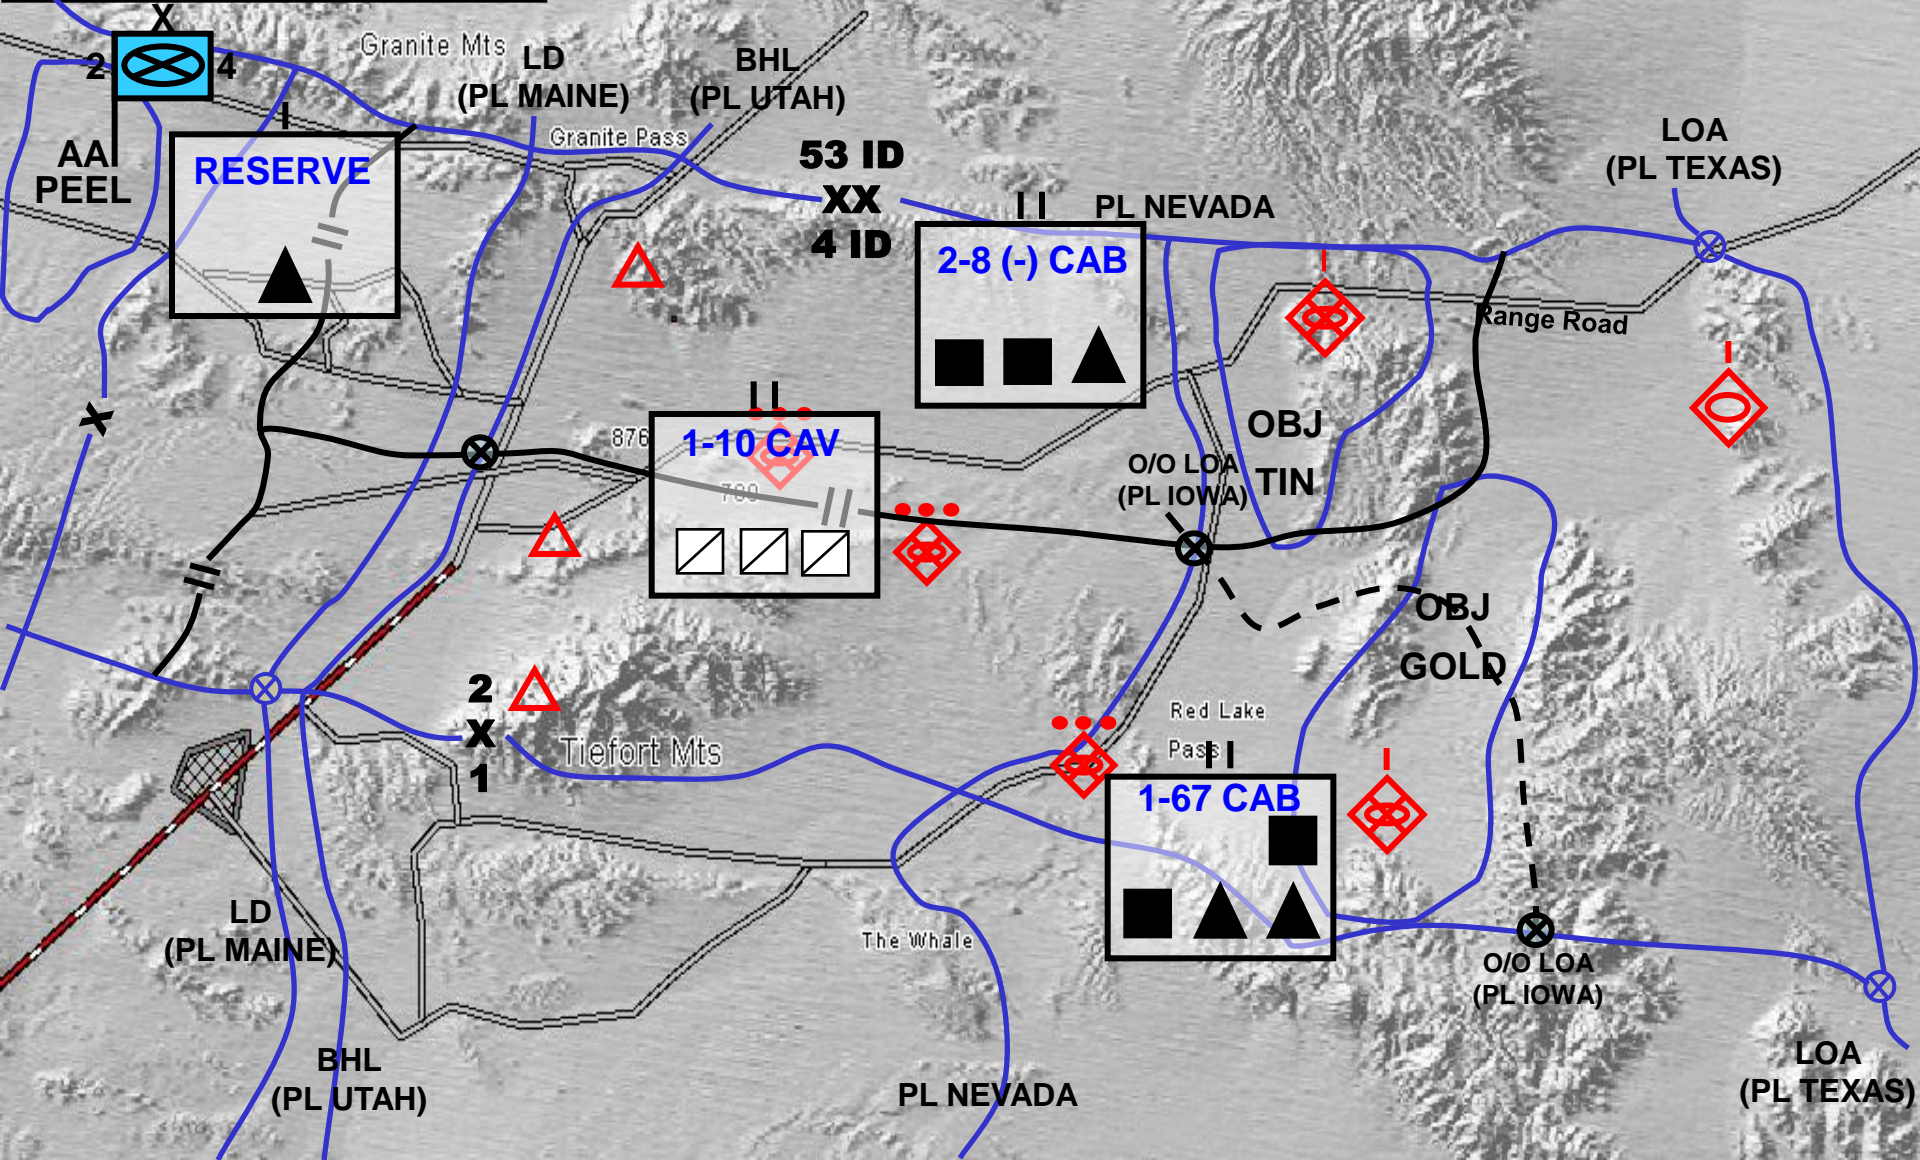 X
2
4
Granite Mts
LD
(PL MAINE)
BHL
(PL UTAH)
Granite Pass
AA
PEEL
RESERVE
53 ID
XX
4 ID
PL NEVADA
LOA
(PL TEXAS)
2-8 (-) CAB
Range Road
X
876
1-10 CAV
780
OBJ
TIN
O/O LOA
(PL IOWA)
OBJ
GOLD
2
X
1
Tiefort Mts
Red Lake
Pass
1-67 CAB
LD
(PL MAINE)
The Whale
O/O LOA
(PL IOWA)
BHL
(PL UTAH)
PL NEVADA
LOA
(PL TEXAS)